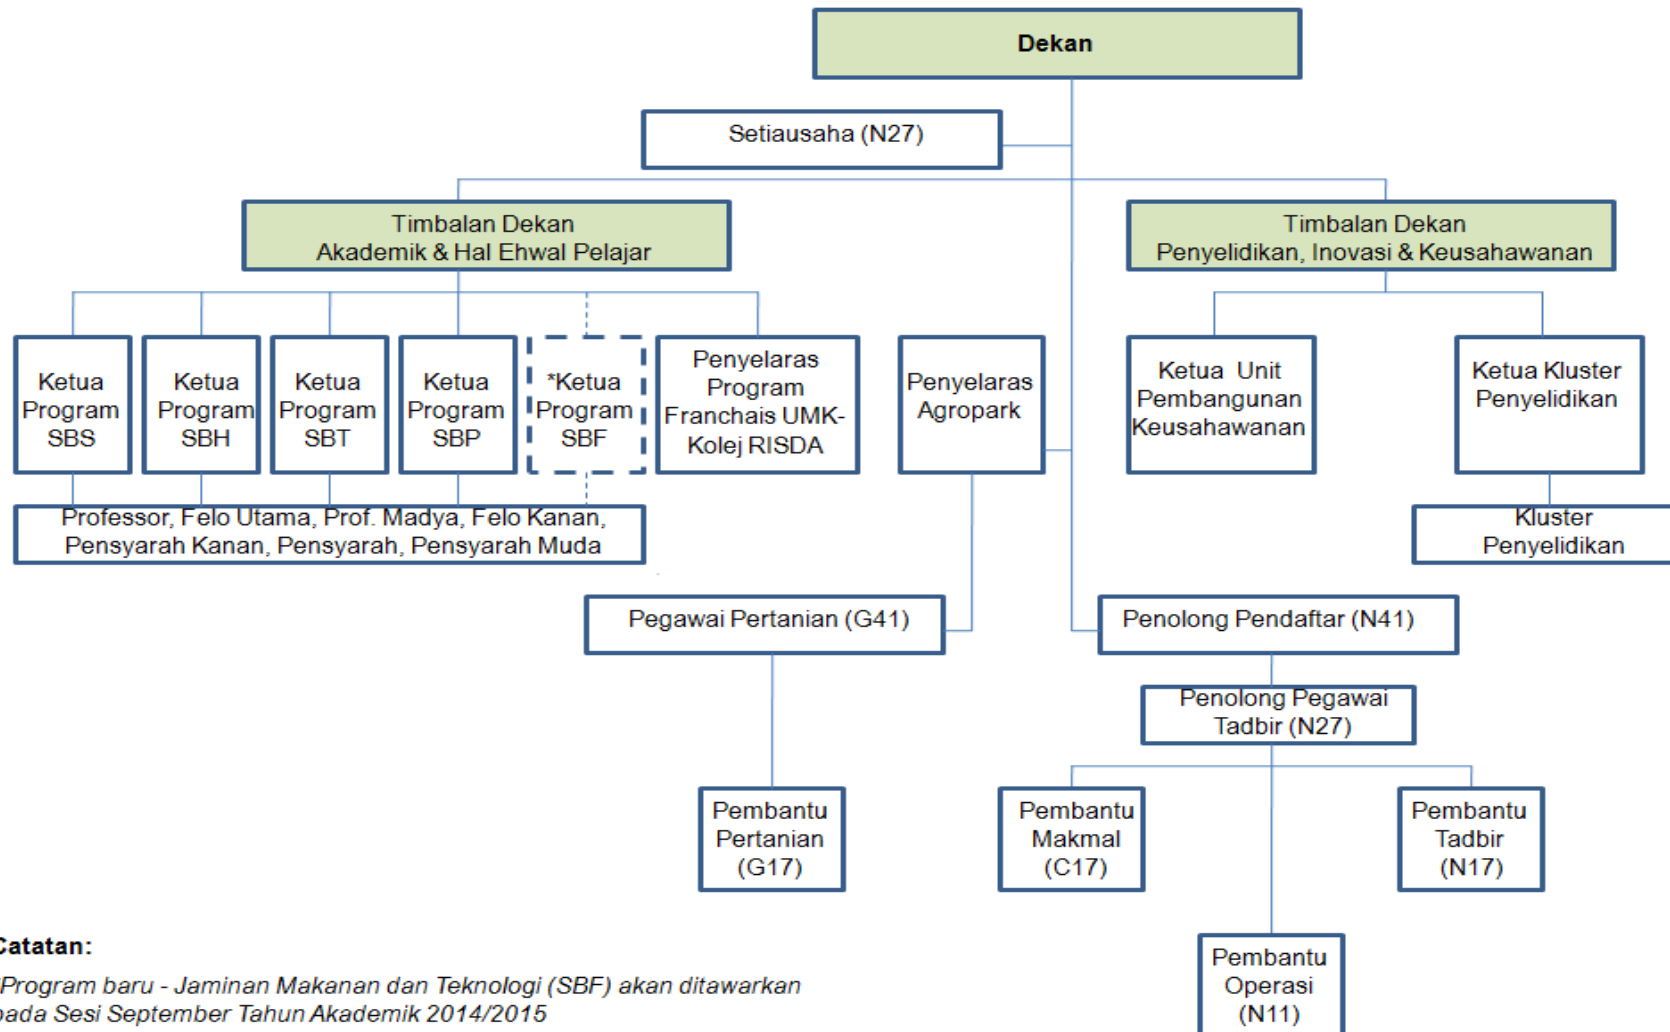 Dekan
Setiausaha (N27)
Timbalan Dekan
Akademik & Hal Ehwal Pelajar
Timbalan Dekan
Penyelidikan, Inovasi & Keusahawanan
Ketua
Program
SBS
Ketua
Program
SBH
Ketua
Program
SBT
Ketua
Program
SBP
*Ketua
Program
SBF
Penyelaras
Program
Franchais UMK-
Kolej RISDA
Penyelaras
Agropark
Ketua Unit
Pembangunan
Keusahawanan
Ketua Kluster
Penyelidikan
Professor, Felo Utama, Prof. Madya, Felo Kanan,
Pensyarah Kanan, Pensyarah, Pensyarah Muda
Kluster
Penyelidikan
Pegawai Pertanian (G41)
Penolong Pendaftar (N41)
Penolong Pegawai
Tadbir (N27)
Pembantu
Pertanian
(G17)
Pembantu
Makmal
(C17)
Pembantu
Tadbir
(N17)
Pembantu
Operasi
(N11)
Catatan:
*Program baru - Jaminan Makanan dan Teknologi (SBF) akan ditawarkan
pada Sesi September Tahun Akademik 2014/2015